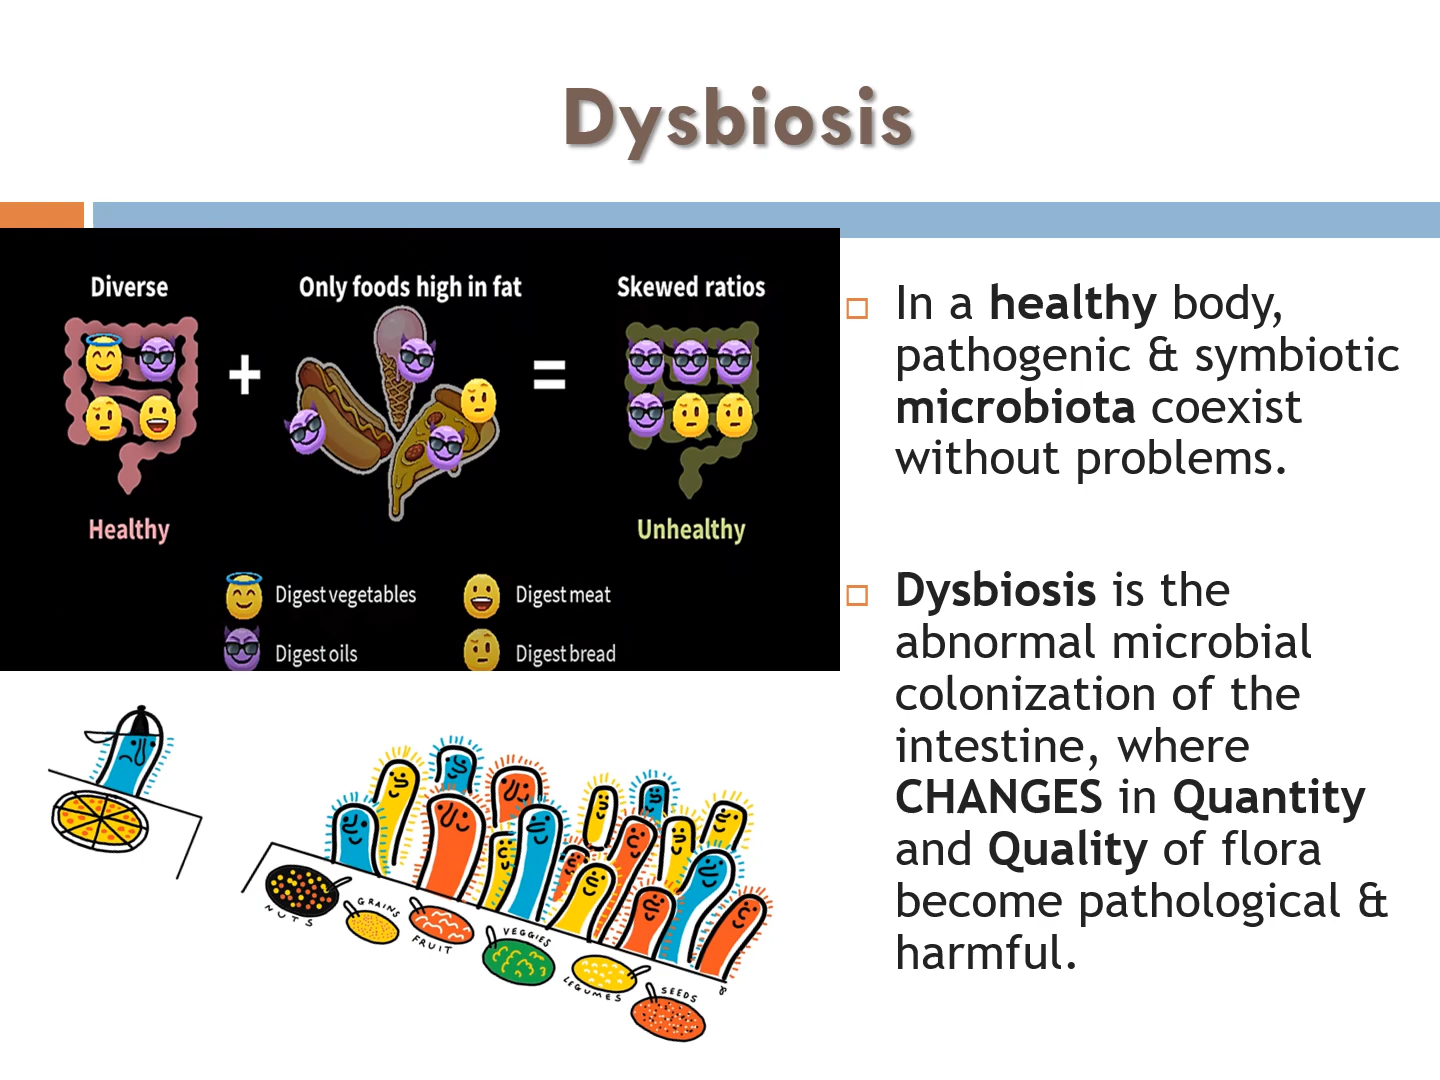 Dysbiosis
Diverse
Only foods high in fat
Skewed ratios
+
=
Healthy
Unhealthy
Digest vegetables
Digest meat
Digest oils
Digest bread
NUTS
GRAINS
FRUIT
VEGGIES
LEGUMES
SEEDS
In a healthy body,
pathogenic & symbiotic
microbiota coexist
without problems.
Dysbiosis is the
abnormal microbial
colonization of the
intestine, where
CHANGES in Quantity
and Quality of flora
become pathological &
harmful.